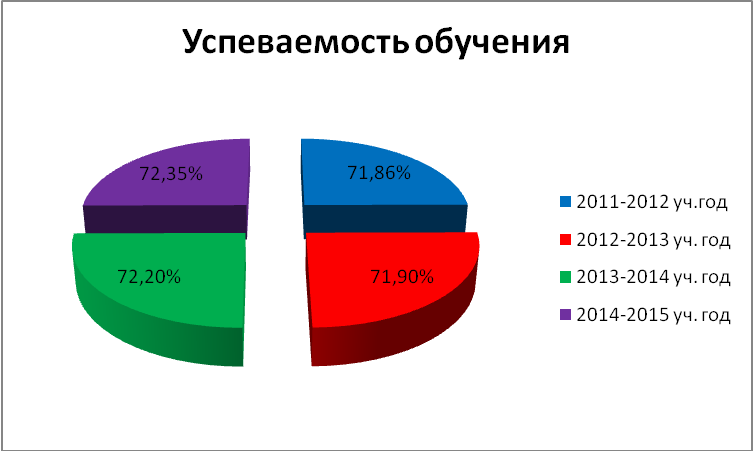 Успеваемость обучения
72,35%
71,86%
72,20%
71,90%
2011-2012 уч.год
2012-2013 уч.год
2013-2014 уч.год
2014-2015 уч.год